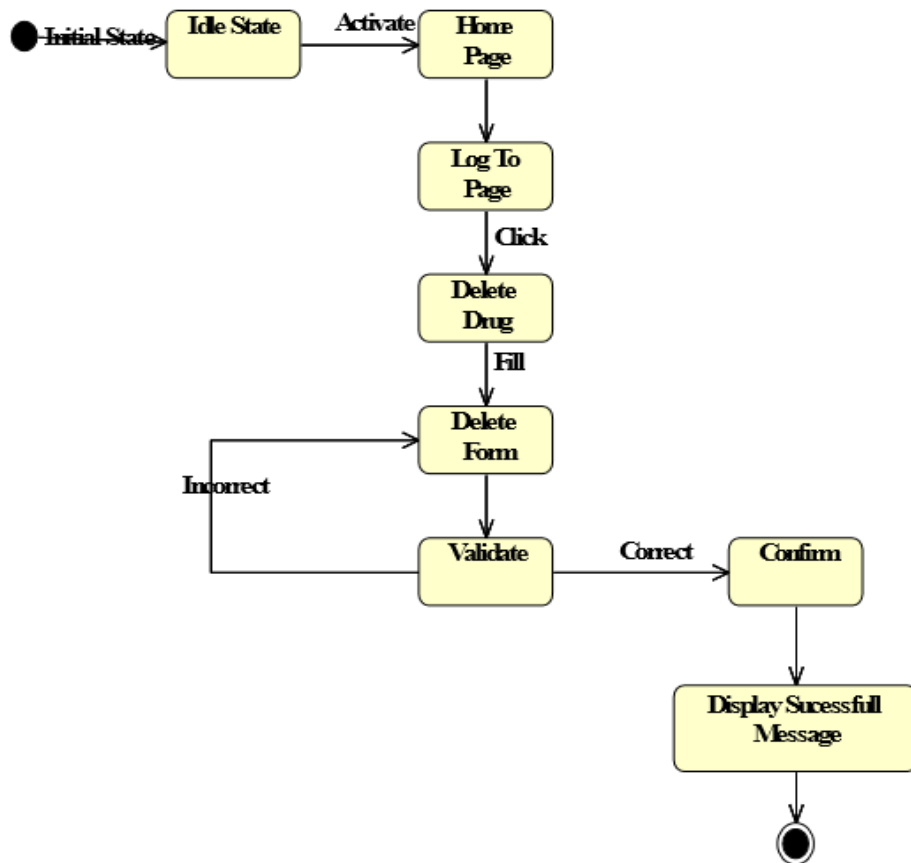 Initial State
Idle State
Activate
Home
Page
Log To
Page
Click
Delete
Drug
Fill
Delete
Form
Incorrect
Validate
Correct
Confirm
Display Sucessfull
Message